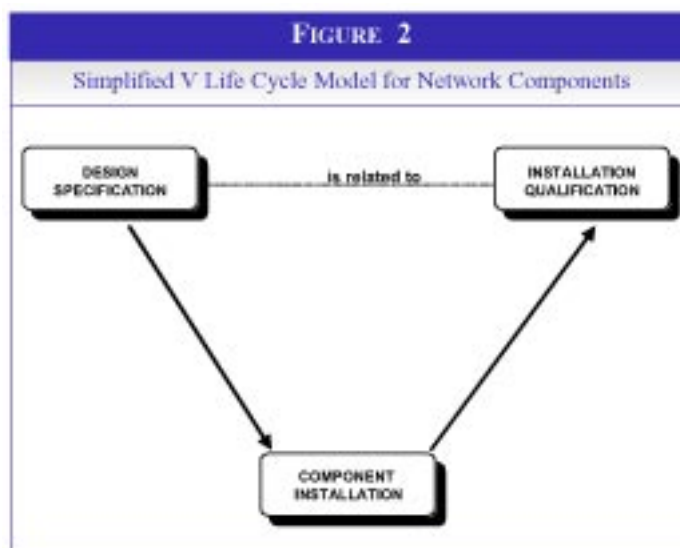 FIGURE 2
Simplified V Life Cycle Model for Network Components
DESIGN
SPECIFICATION
is related to
INSTALLATION
QUALIFICATION
COMPONENT
INSTALLATION